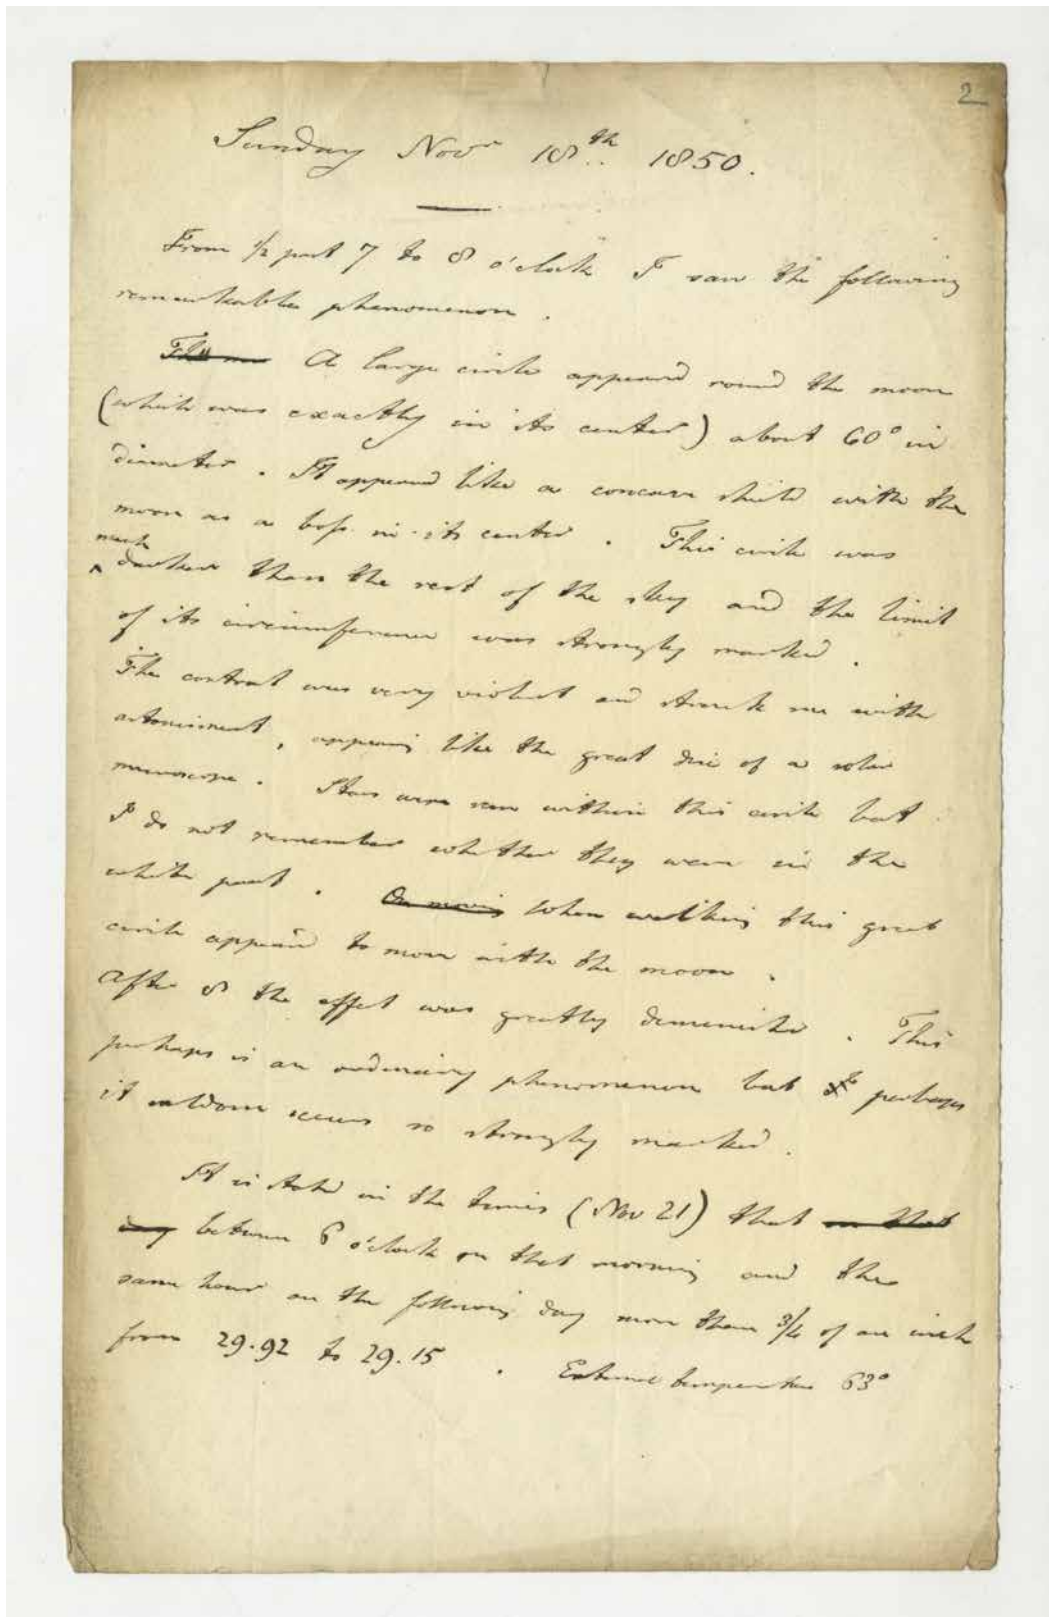 2
Sunday Novr 18th 1850.
From ½ past 7 to 8 o'clock I saw the following
remarkable phenomenon.
A large circle appeared round the moon
(which was exactly in its center) about 60° in
diameter. It appeared like a concave shield with the
moon as a boss in its center. This circle was
much
darker than the rest of the sky and the limit
of its circumference was strongly marked.
The contrast was very violent and struck me with
astonisment, appearing like the great disc of a solar
microscope. Stars were seen within this circle but
I do not remember whether they were in the
white part. On moving When walking this great
circle appeared to move with the moon.
After 8 the effect was greatly diminished. This
perhaps is an ordinary phenomenon but perhaps
it seldom occurs so strongly marked.
It is stated in the times (Nov 21) that on that
day between 6 o'clock on that morning and the
same hour on the following day more than ¾ of an inch
from 29.92 to 29.15. External temperature 63°